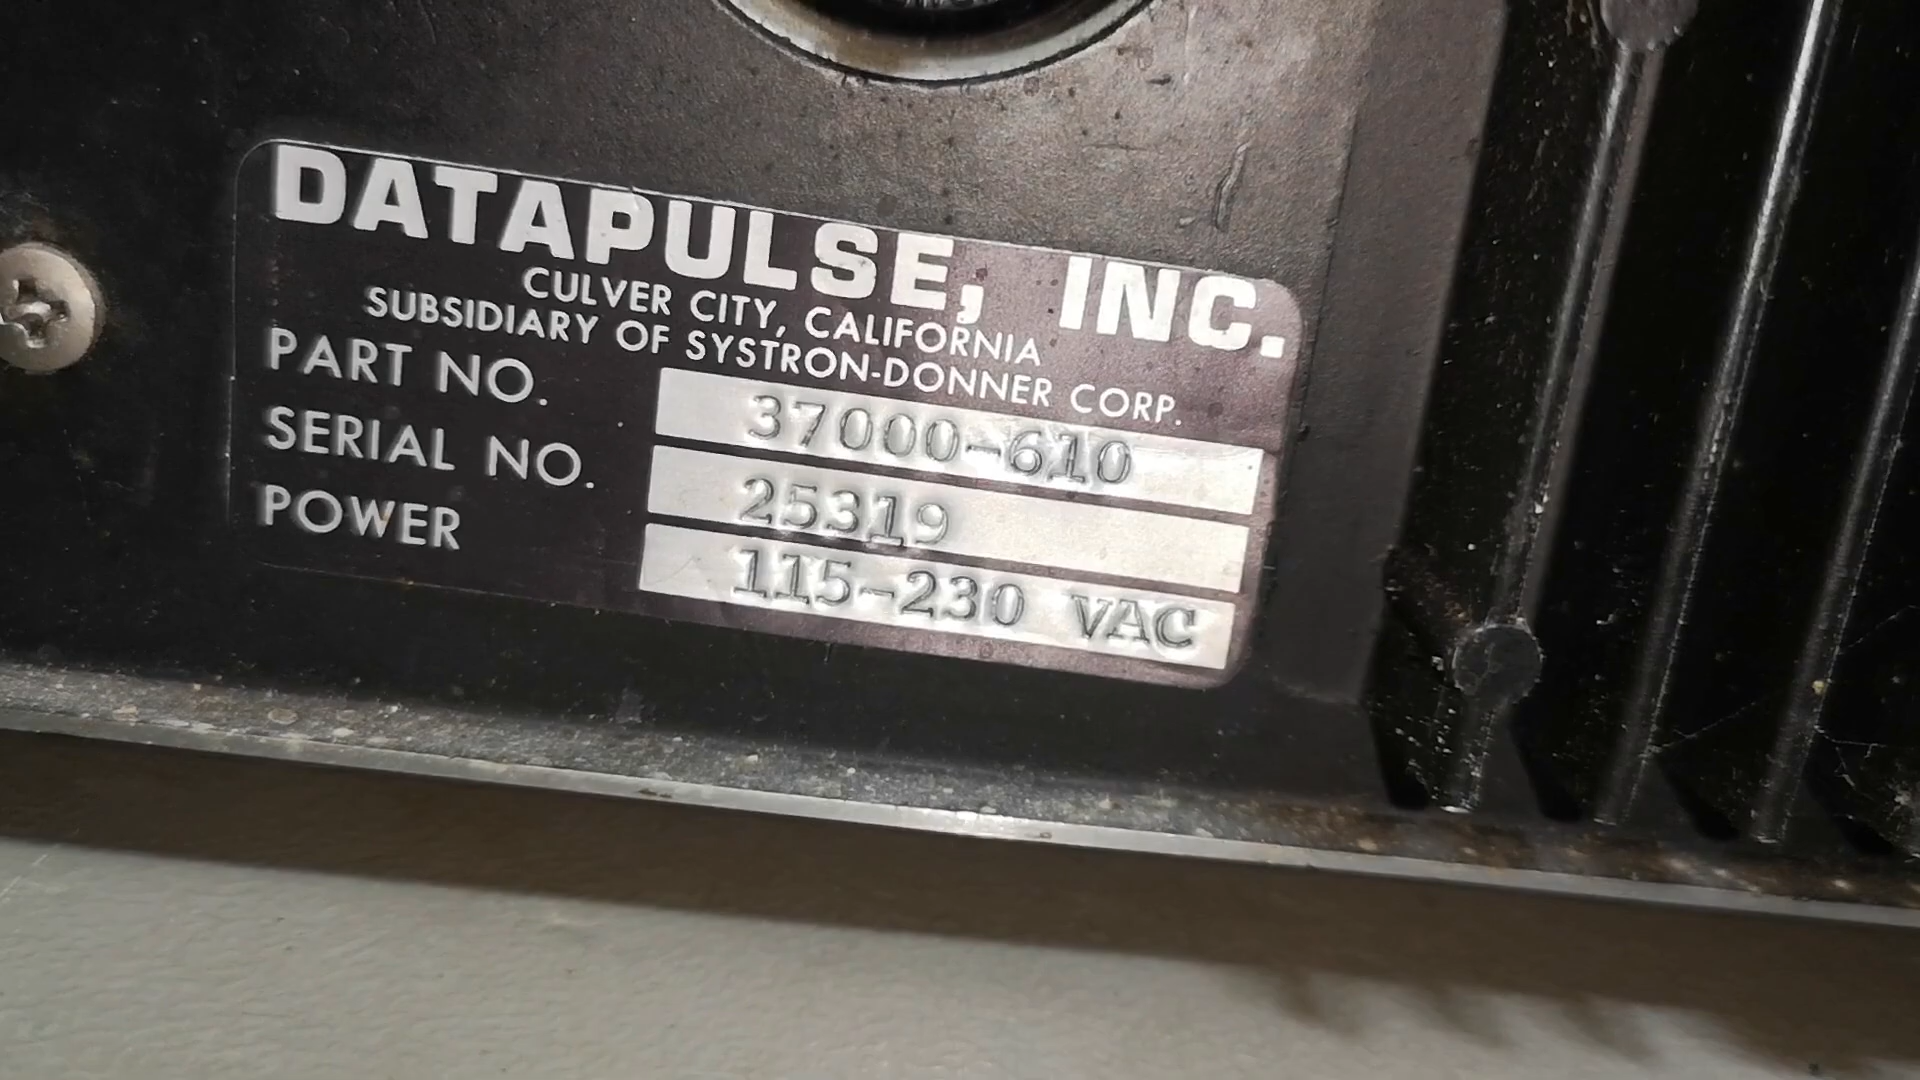 DATAPULSE, INC.
CULVER CITY, CALIFORNIA
SUBSIDIARY OF SYSTRON-DONNER CORP.
PART NO. 37000-610
SERIAL NO. 25319
POWER 115-230 VAC